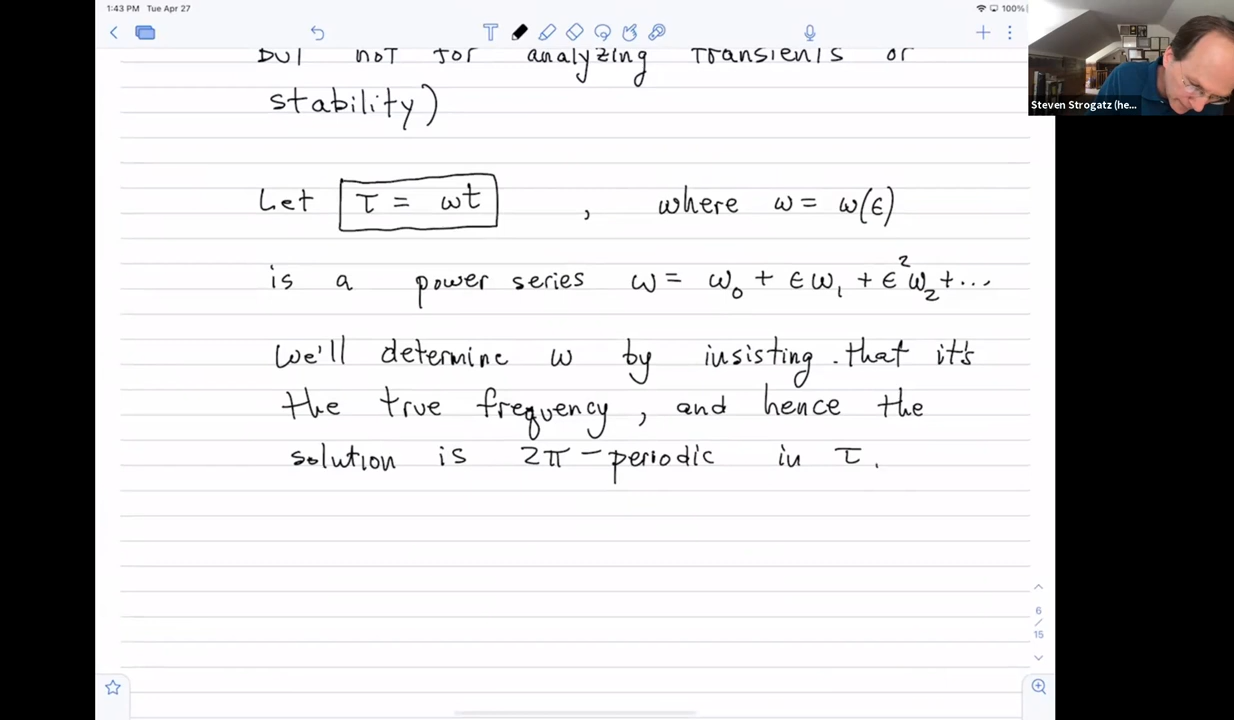 1:43 PM Tue Apr 27
100%
but not for analyzing transients or
stability)
Steven Strogatz (he...
Let τ = ωt , where ω = ω(ϵ)
is a power series ω = ω₀ + ϵω₁ + ϵ²ω₂ + ...
We'll determine ω by insisting that it's
the true frequency, and hence the
solution is 2π-periodic in τ.
6
/
15